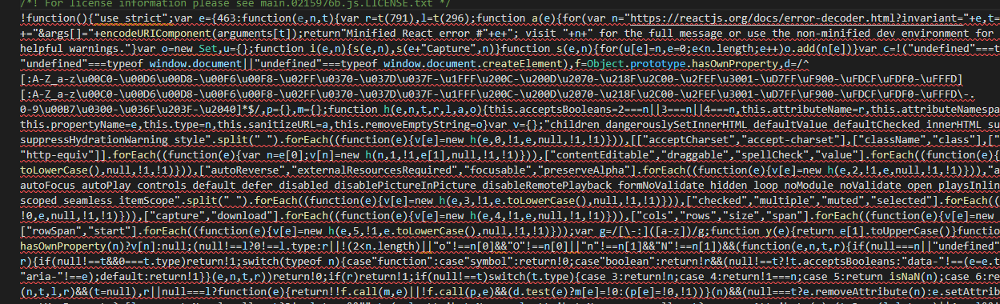 /*! For license information please see main.0215976b.js.LICENSE.txt */
!function(){"use strict";var e={463:function(e,n,t){var r=t(791),l=t(296);function a(e){for(var n="https://reactjs.org/docs/error-decoder.html?invariant="+e,t=
+="&args[]="+encodeURIComponent(arguments[t]);return"Minified React error #"+e+"; visit "+n+" for the full message or use the non-minified dev environment for
helpful warnings."}var o=new Set,u={};function i(e,n){s(e,n),s(e+"Capture",n)}function s(e,n){for(u[e]=n,e=0;e<n.length;e++)o.add(n[e])}var c=!("undefined"===t
"undefined"===typeof window.document||"undefined"===typeof window.document.createElement),f=Object.prototype.hasOwnProperty,d=/^
[:A-Z_a-z\u00C0-\u00D6\u00D8-\u00F6\u00F8-\u02FF\u0370-\u037D\u037F-\u1FFF\u200C-\u200D\u2070-\u218F\u2C00-\u2FEF\u3001-\uD7FF\uF900-\uFDCF\uFDF0-\uFFFD]
[:A-Z_a-z\u00C0-\u00D6\u00D8-\u00F6\u00F8-\u02FF\u0370-\u037D\u037F-\u1FFF\u200C-\u200D\u2070-\u218F\u2C00-\u2FEF\u3001-\uD7FF\uF900-\uFDCF\uFDF0-\uFFFD\-.
0-9\u00B7\u0300-\u036F\u203F-\u2040]*$/,p={},m={};function h(e,n,t,r,l,a,o){this.acceptsBooleans=2===n||3===n||4===n,this.attributeName=r,this.attributeNamespa
this.propertyName=e,this.type=n,this.sanitizeURL=a,this.removeEmptyString=o}var v={};"children dangerouslySetInnerHTML defaultValue defaultChecked innerHTML su
suppressHydrationWarning style".split(" ").forEach((function(e){v[e]=new h(e,0,!1,e,null,!1,!1)})),[["acceptCharset","accept-charset"],["className","class"],["
"http-equiv"]].forEach((function(e){var n=e[0];v[n]=new h(n,1,!1,e[1],null,!1,!1)})),["contentEditable","draggable","spellCheck","value"].forEach((function(e){
toLowerCase(),null,!1,!1)})),["autoReverse","externalResourcesRequired","focusable","preserveAlpha"].forEach((function(e){v[e]=new h(e,2,!1,e,null,!1,!1)})),"a
autoFocus autoPlay controls default defer disabled disablePictureInPicture disableRemotePlayback formNoValidate hidden loop noModule noValidate open playsInlin
scoped seamless itemScope".split(" ").forEach((function(e){v[e]=new h(e,3,!1,e.toLowerCase(),null,!1,!1)})),["checked","multiple","muted","selected"].forEach((
!0,e,null,!1,!1)})),["capture","download"].forEach((function(e){v[e]=new h(e,4,!1,e,null,!1,!1)})),["cols","rows","size","span"].forEach((function(e){v[e]=new
["rowSpan","start"].forEach((function(e){v[e]=new h(e,5,!1,e.toLowerCase(),null,!1,!1)}));var g=/[\-:]([a-z])/g;function y(e){return e[1].toUpperCase()}functio
hasOwnProperty(n)?v[n]:null;(null!==l?0!==l.type:r||!(2<n.length)||"o"!==n[0]&&"O"!==n[0]||"n"!==n[1]&&"N"!==n[1])&&(function(e,n,t,r){if(null===n||"undefined"
r){if(null!==t&&0===t.type)return!1;switch(typeof n){case"function":case"symbol":return!0;case"boolean":return!r&&(null!==t?!t.acceptsBooleans:"data-"!==(e=e.t
"aria-"!==e);default:return!1}}(e,n,t,r))return!0;if(r)return!1;if(null!==t)switch(t.type){case 3:return!n;case 4:return!1===n;case 5:return isNaN(n);case 6:re
(n,t,l,r)&&(t=null),r||null===l?function(e){return!!f.call(m,e)||!f.call(p,e)&&(d.test(e)?m[e]=!0:(p[e]=!0,!1))}(n)&&(null===t?e.removeAttribute(n):e.setAttrib